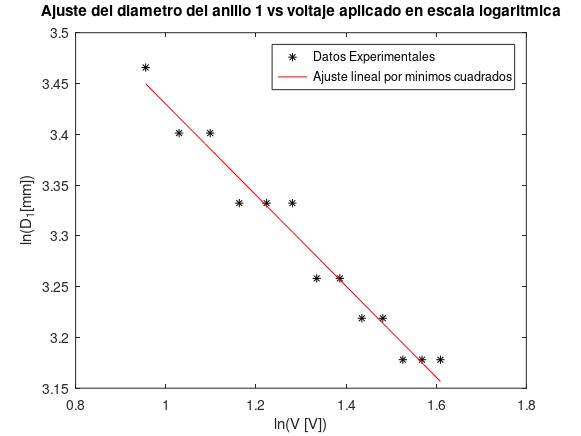 Ajuste del diametro del anillo 1 vs voltaje aplicado en escala logaritmica
3.5
3.45
3.4
3.35
3.3
3.25
3.2
3.15
ln(D1[mm])
Datos Experimentales
Ajuste lineal por minimos cuadrados
0.8
1
1.2
1.4
1.6
1.8
ln(V [V])